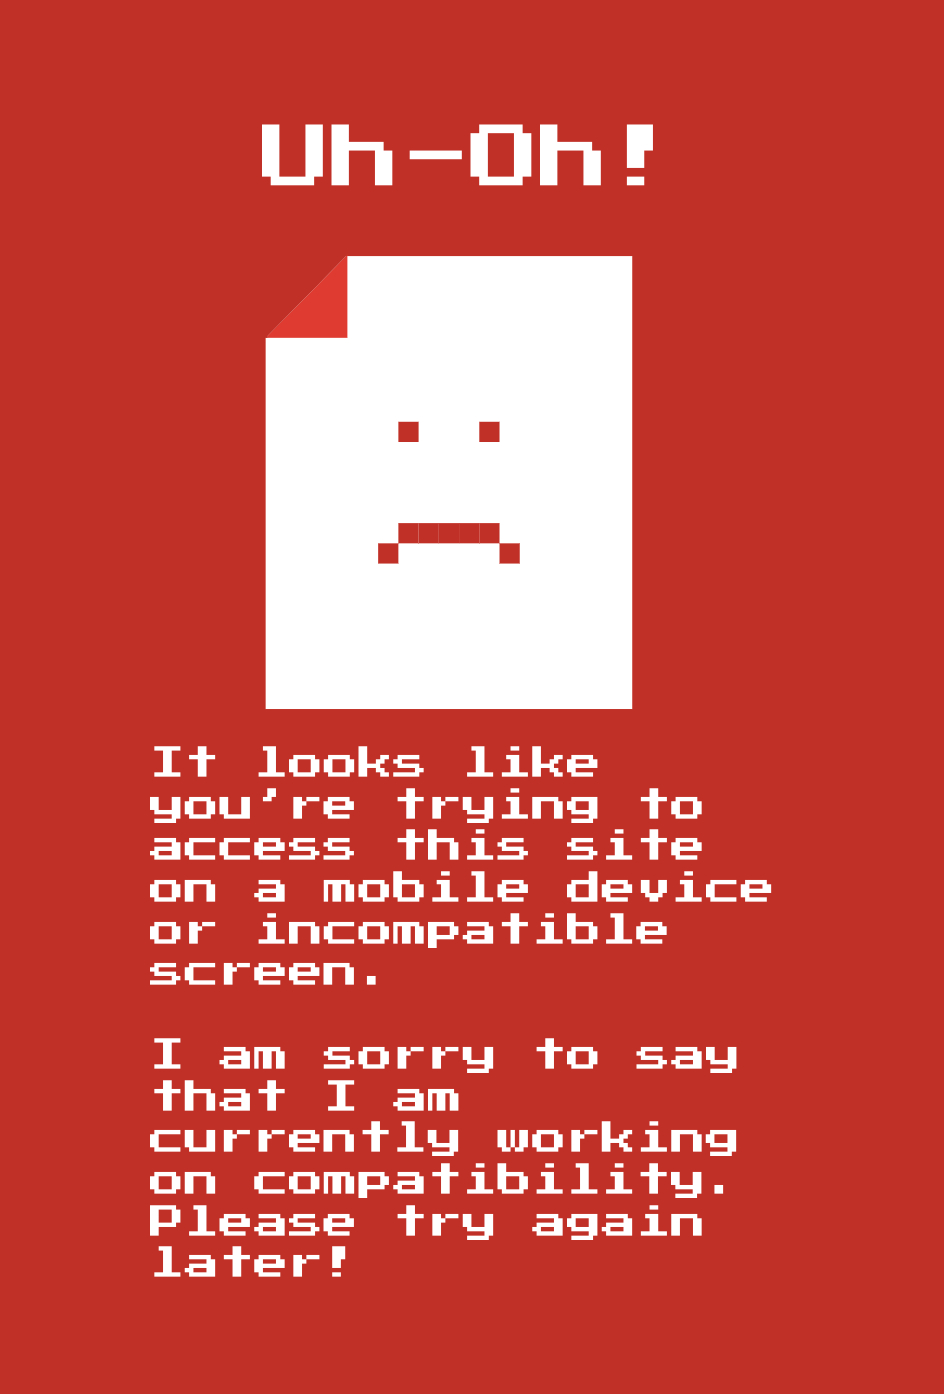 Uh-Oh!
It looks like
you're trying to
access this site
on a mobile device
or incompatible
screen.
I am sorry to say
that I am
currently working
on compatibility.
Please try again
later!